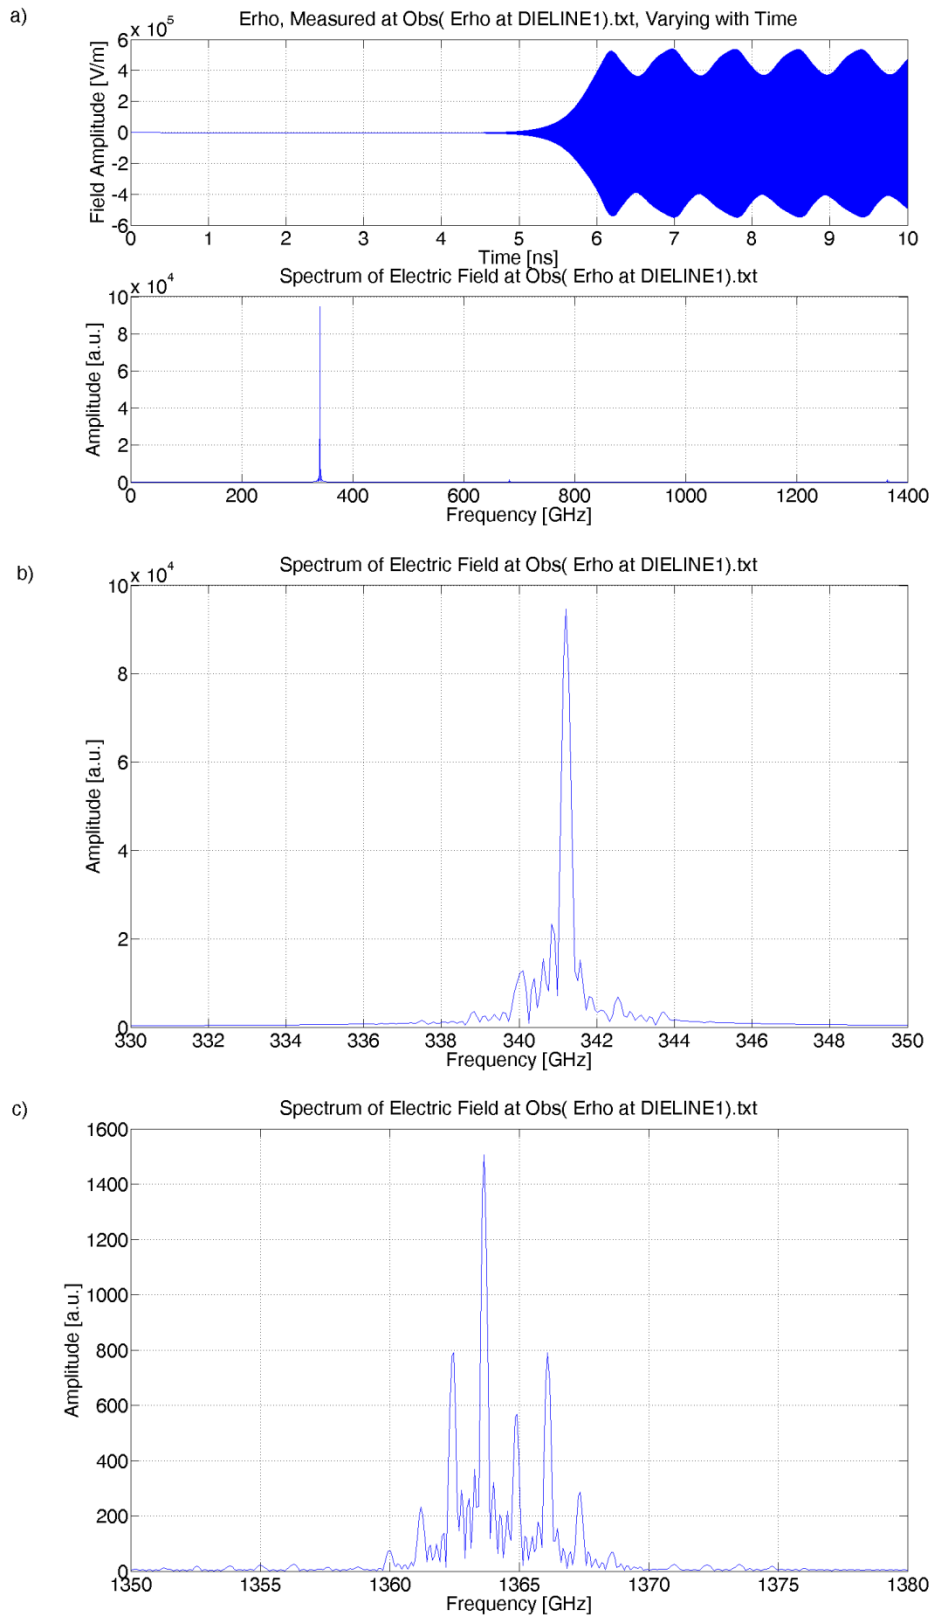 a)
Erho, Measured at Obs( Erho at DIELINE1).txt, Varying with Time
x 10^5
Field Amplitude [V/m]
6
4
2
0
-2
-4
-6
0 1 2 3 4 5 6 7 8 9 10
Time [ns]
Spectrum of Electric Field at Obs( Erho at DIELINE1).txt
x 10^4
Amplitude [a.u.]
10
8
6
4
2
0
0 200 400 600 800 1000 1200 1400
Frequency [GHz]
b)
Spectrum of Electric Field at Obs( Erho at DIELINE1).txt
x 10^4
Amplitude [a.u.]
10
8
6
4
2
0
330 332 334 336 338 340 342 344 346 348 350
Frequency [GHz]
c)
Spectrum of Electric Field at Obs( Erho at DIELINE1).txt
Amplitude [a.u.]
1600
1400
1200
1000
800
600
400
200
0
1350 1355 1360 1365 1370 1375 1380
Frequency [GHz]